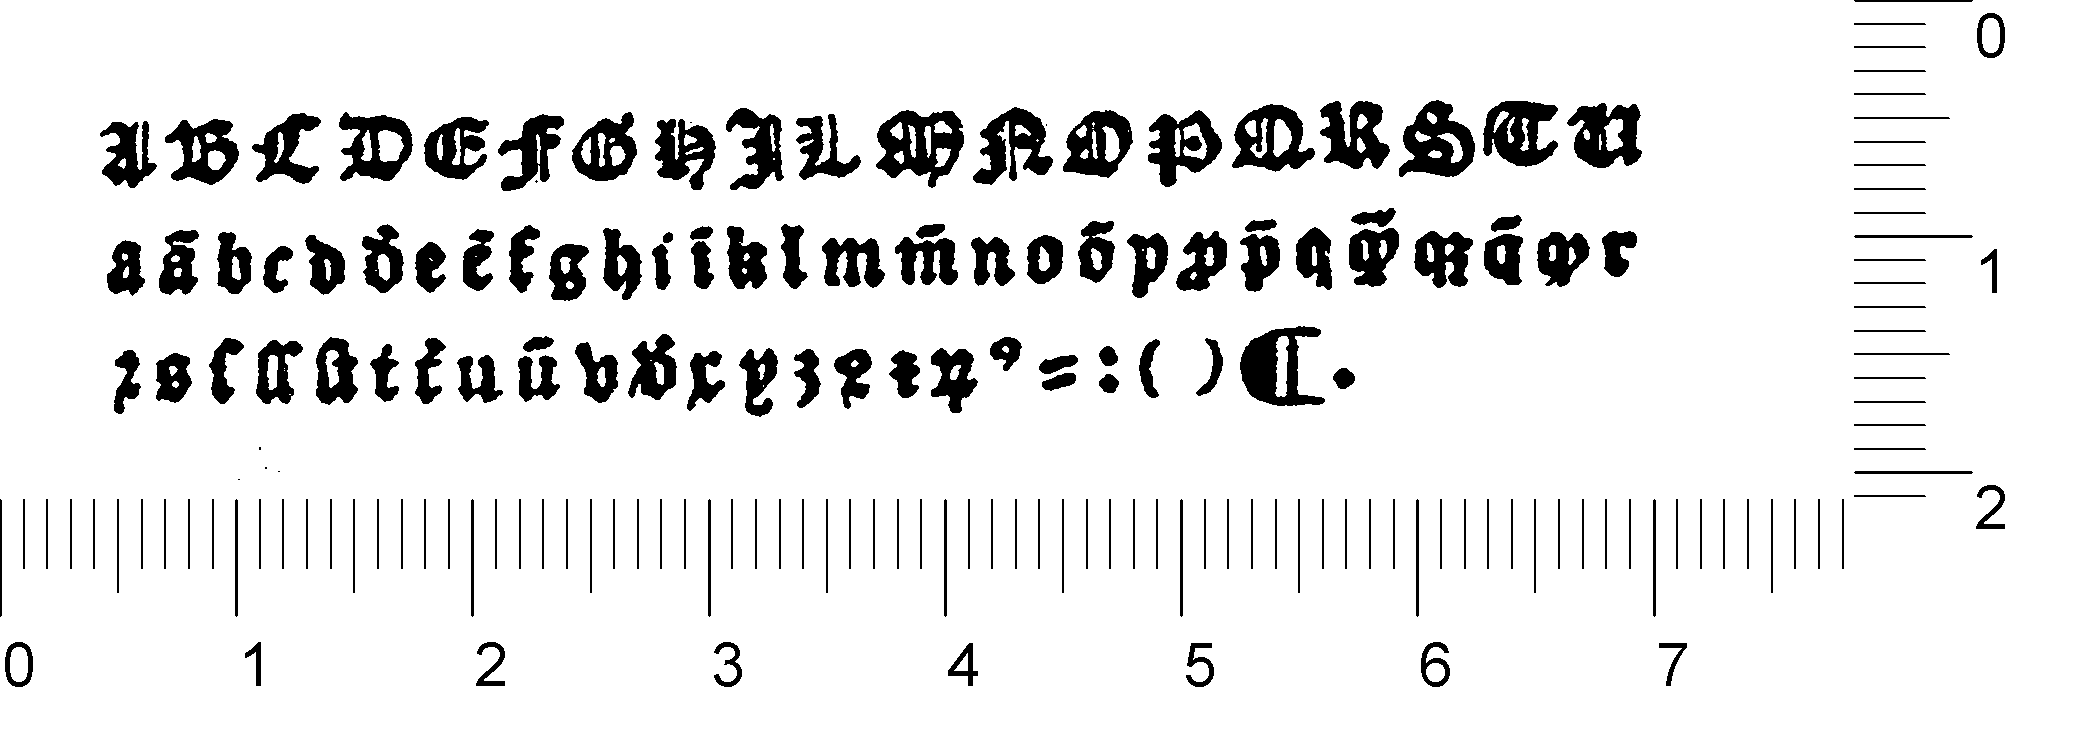 A B C D E F G H I L M N O P Q R S T U
a ā b c d d̄ e ē f g h i ī k l m m̄ n o ō p ꝓ p̄ q q̄ r
ꝛ s ſ ſſ ſt t u ū v x y ꝫ ꝝ ꝰ = : ( ) ¶ .
0
1
2
0 1 2 3 4 5 6 7